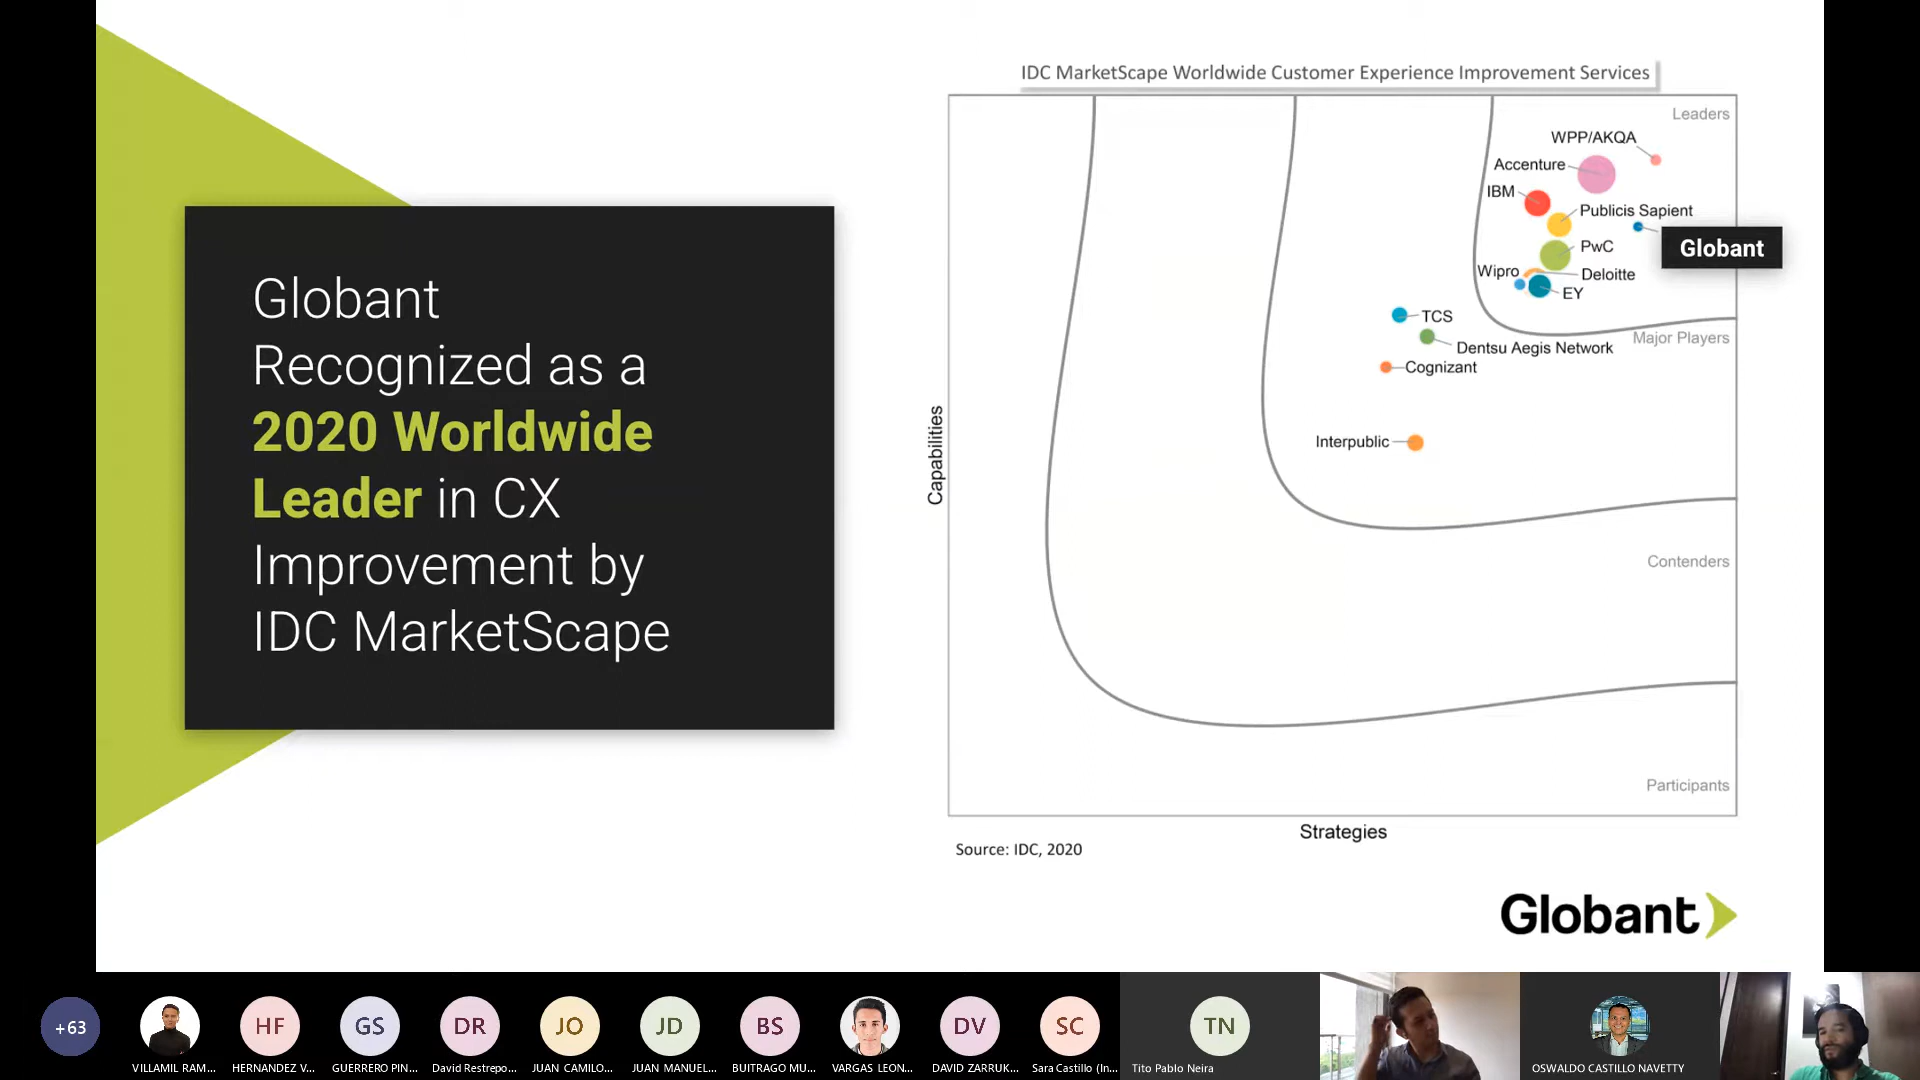 Globant
Recognized as a
2020 Worldwide
Leader in CX
Improvement by
IDC MarketScape
IDC MarketScape Worldwide Customer Experience Improvement Services
Leaders
WPP/AKQA
Accenture
IBM
Publicis Sapient
Globant
PwC
Wipro
Deloitte
EY
TCS
Major Players
Dentsu Aegis Network
Cognizant
Interpublic
Capabilities
Contenders
Participants
Strategies
Source: IDC, 2020
Globant
+63
HF
GS
DR
JO
JD
BS
DV
SC
TN
VILLAMIL RAM...
HERNANDEZ V...
GUERRERO PIN...
David Restrepo...
JUAN CAMILO...
JUAN MANUEL...
BUITRAGO MU...
VARGAS LEON...
DAVID ZARRUK...
Sara Castillo (In...
Tito Pablo Neira
OSWALDO CASTILLO NAVETTY